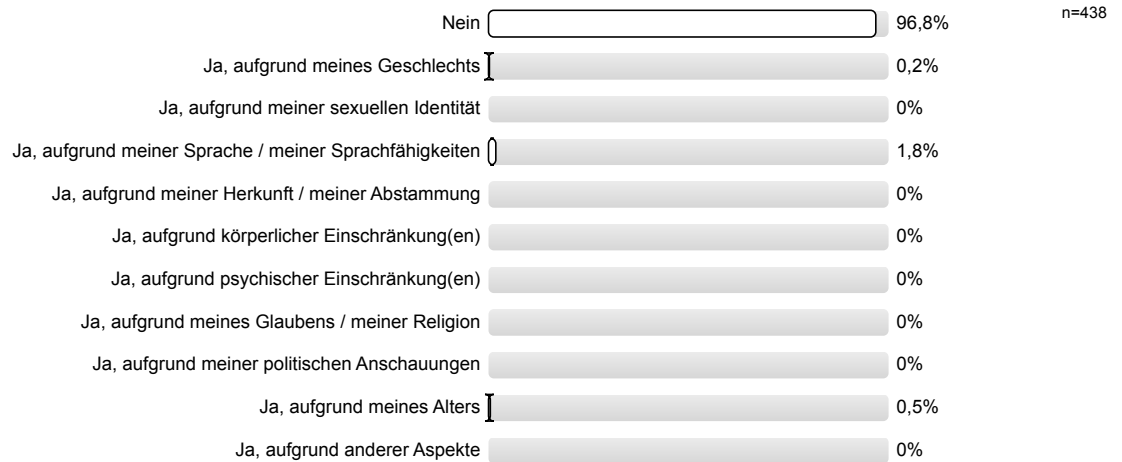 Nein 96,8% n=438
Ja, aufgrund meines Geschlechts 0,2%
Ja, aufgrund meiner sexuellen Identität 0%
Ja, aufgrund meiner Sprache / meiner Sprachfähigkeiten 1,8%
Ja, aufgrund meiner Herkunft / meiner Abstammung 0%
Ja, aufgrund körperlicher Einschränkung(en) 0%
Ja, aufgrund psychischer Einschränkung(en) 0%
Ja, aufgrund meines Glaubens / meiner Religion 0%
Ja, aufgrund meiner politischen Anschauungen 0%
Ja, aufgrund meines Alters 0,5%
Ja, aufgrund anderer Aspekte 0%